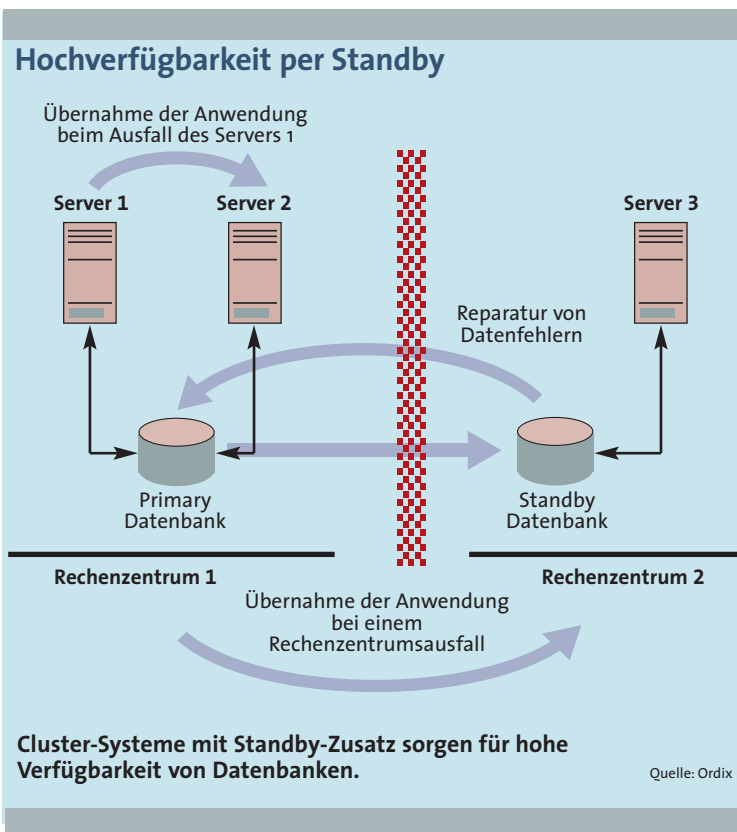 Hochverfügbarkeit per Standby
Übernahme der Anwendung
beim Ausfall des Servers 1
Server 1
Server 2
Server 3
Reparatur von
Datenfehlern
Primary
Datenbank
Standby
Datenbank
Rechenzentrum 1
Rechenzentrum 2
Übernahme der Anwendung
bei einem
Rechenzentrumsausfall
Cluster-Systeme mit Standby-Zusatz sorgen für hohe
Verfügbarkeit von Datenbanken.
Quelle: Ordix